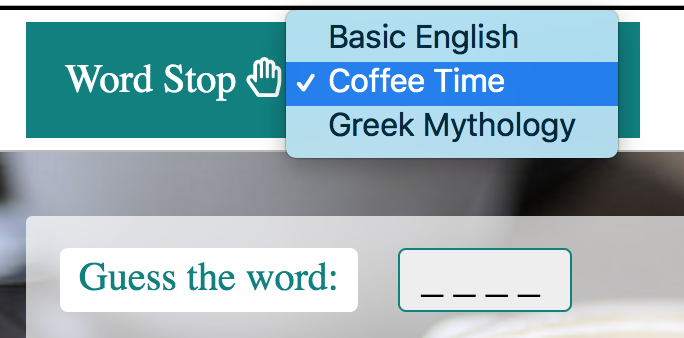 Basic English
Word Stop
✓ Coffee Time
Greek Mythology
Guess the word: _ _ _ _